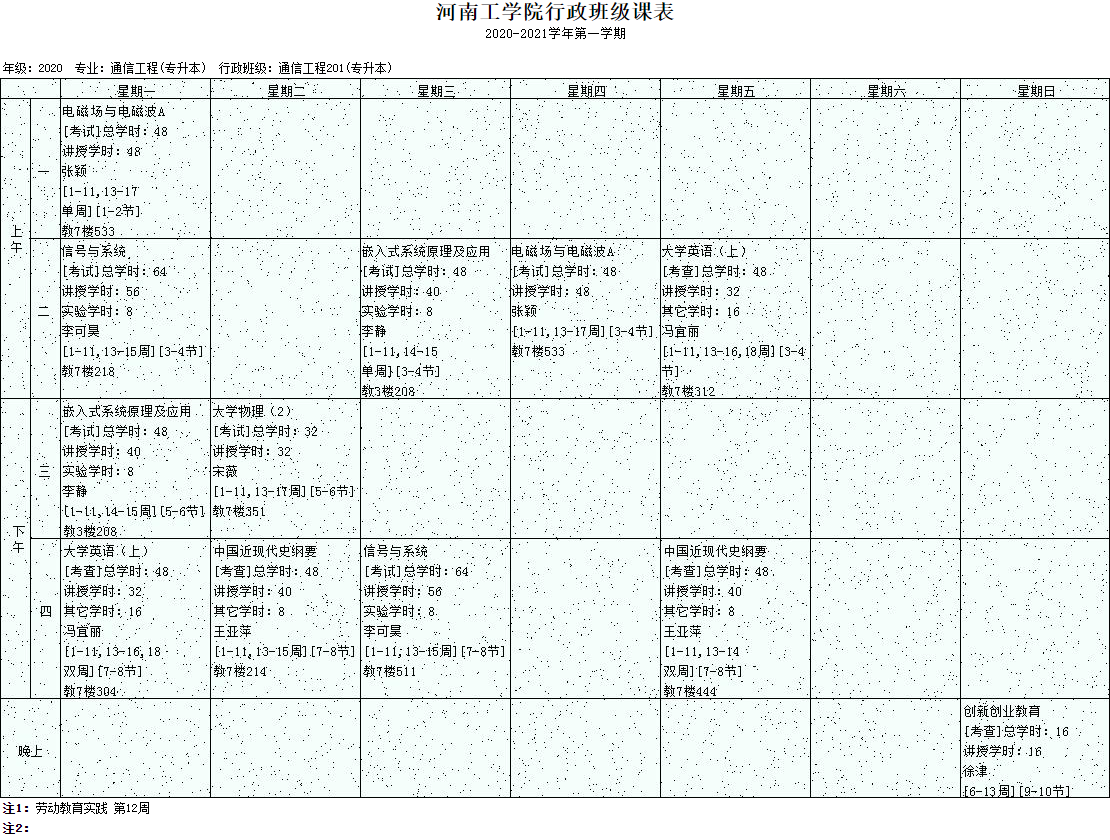 河南工学院行政班级课表
2020-2021学年第一学期
年级：2020 专业：通信工程(专升本) 行政班级：通信工程201(专升本)
星期一 星期二 星期三 星期四 星期五 星期六 星期日
上午
一
电磁场与电磁波A
[考试]总学时：48
讲授学时：48
张颖
[1-11,13-17
单周][1-2节]
教7楼533
二
信号与系统
[考试]总学时：64
讲授学时：56
实验学时：8
李可昊
[1-11,13-15周][3-4节]
教7楼218
嵌入式系统原理及应用
[考试]总学时：48
讲授学时：40
实验学时：8
李静
[1-11,14-15
单周][3-4节]
教3楼208
电磁场与电磁波A
[考试]总学时：48
讲授学时：48
张颖
[1-11,13-17周][3-4节]
教7楼533
大学英语（上）
[考查]总学时：48
讲授学时：32
其它学时：16
冯宜丽
[1-11,13-16,18周][3-4
节]
教7楼312
下午
三
嵌入式系统原理及应用
[考试]总学时：48
讲授学时：40
实验学时：8
李静
[1-11,14-15周][5-6节]
教3楼208
大学物理（2）
[考试]总学时：32
讲授学时：32
宋薇
[1-11,13-17周][5-6节]
教7楼351
四
大学英语（上）
[考查]总学时：48
讲授学时：32
其它学时：16
冯宜丽
[1-11,13-16,18
双周][7-8节]
教7楼304
中国近现代史纲要
[考查]总学时：48
讲授学时：40
其它学时：8
王亚萍
[1-11,13-15周][7-8节]
教7楼214
信号与系统
[考试]总学时：64
讲授学时：56
实验学时：8
李可昊
[1-11,13-15周][7-8节]
教7楼511
中国近现代史纲要
[考查]总学时：48
讲授学时：40
其它学时：8
王亚萍
[1-11,13-14
双周][7-8节]
教7楼444
晚上
创新创业教育
[考查]总学时：16
讲授学时：16
徐津
[6-13周][9-10节]
注1：劳动教育实践 第12周
注2：